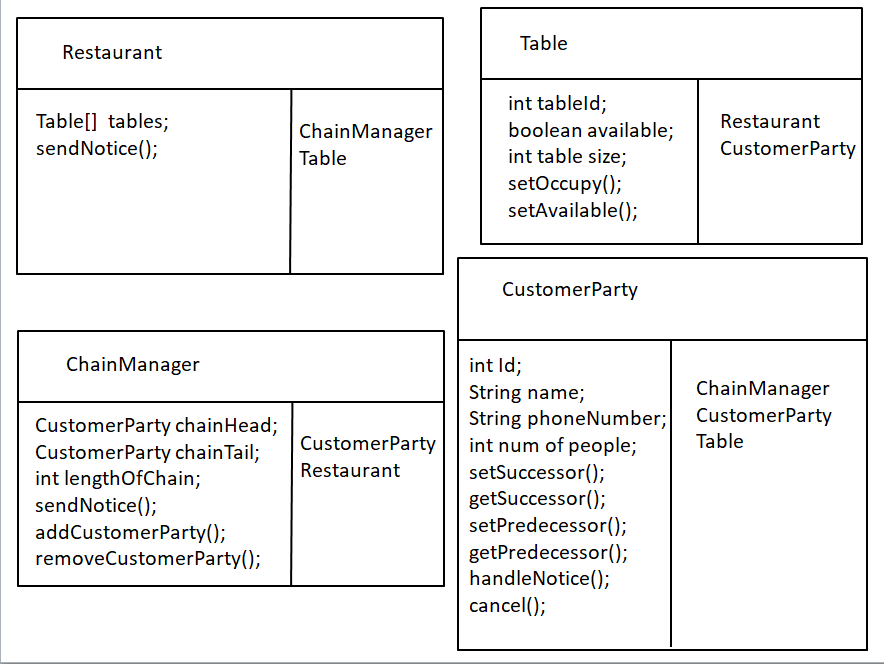 Restaurant
Table[]  tables;
sendNotice();
ChainManager
Table
Table
int tableId;
boolean available;
int table size;
setOccupy();
setAvailable();
Restaurant
CustomerParty
ChainManager
CustomerParty chainHead;
CustomerParty chainTail;
int lengthOfChain;
sendNotice();
addCustomerParty();
removeCustomerParty();
CustomerParty
Restaurant
CustomerParty
int Id;
String name;
String phoneNumber;
int num of people;
setSuccessor();
getSuccessor();
setPredecessor();
getPredecessor();
handleNotice();
cancel();
ChainManager
CustomerParty
Table